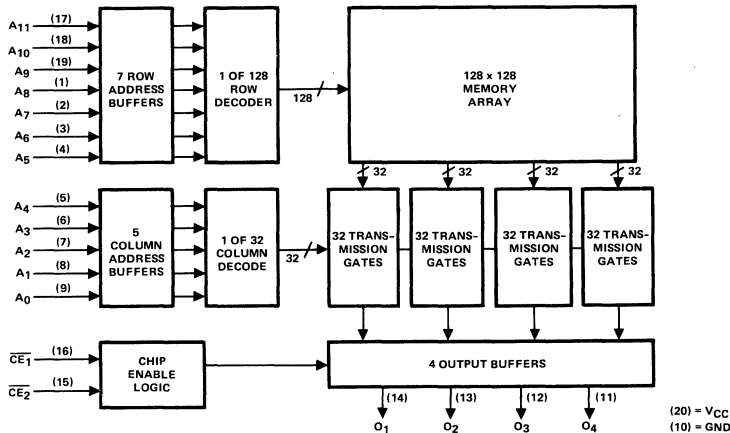 A11 (17)
A10 (18)
A9 (19)
A8 (1)
A7 (2)
A6 (3)
A5 (4)
7 ROW
ADDRESS
BUFFERS
1 OF 128
ROW
DECODER
128
128 x 128
MEMORY
ARRAY
32
32
32
32
A4 (5)
A3 (6)
A2 (7)
A1 (8)
A0 (9)
5
COLUMN
ADDRESS
BUFFERS
1 OF 32
COLUMN
DECODE
32
32 TRANS-
MISSION
GATES
32 TRANS-
MISSION
GATES
32 TRANS-
MISSION
GATES
32 TRANS-
MISSION
GATES
CE1 (16)
CE2 (15)
CHIP
ENABLE
LOGIC
4 OUTPUT BUFFERS
(14)
(13)
(12)
(11)
O1
O2
O3
O4
(20) = VCC
(10) = GND